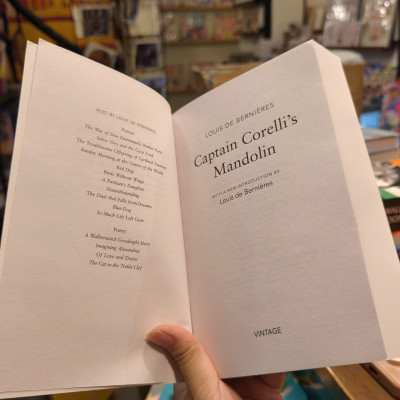 ALSO BY LOUIS DE BERNIÈRES
Fiction
The War of Don Emmanuel's Nether Parts
Señor Vivo and the Coca Lord
The Troublesome Offspring of Cardinal Guzman
Sunday Morning at the Centre of the World
Red Dog
Birds Without Wings
A Partisan's Daughter
Notwithstanding
The Dust that Falls from Dreams
Blue Dog
So Much Life Left Over
Poetry
A Walberswick Goodnight Story
Imagining Alexandria
Of Love and Desire
The Cat in the Treble Clef
LOUIS DE BERNIÈRES
Captain Corelli's
Mandolin
WITH A NEW INTRODUCTION BY
Louis de Bernières
VINTAGE